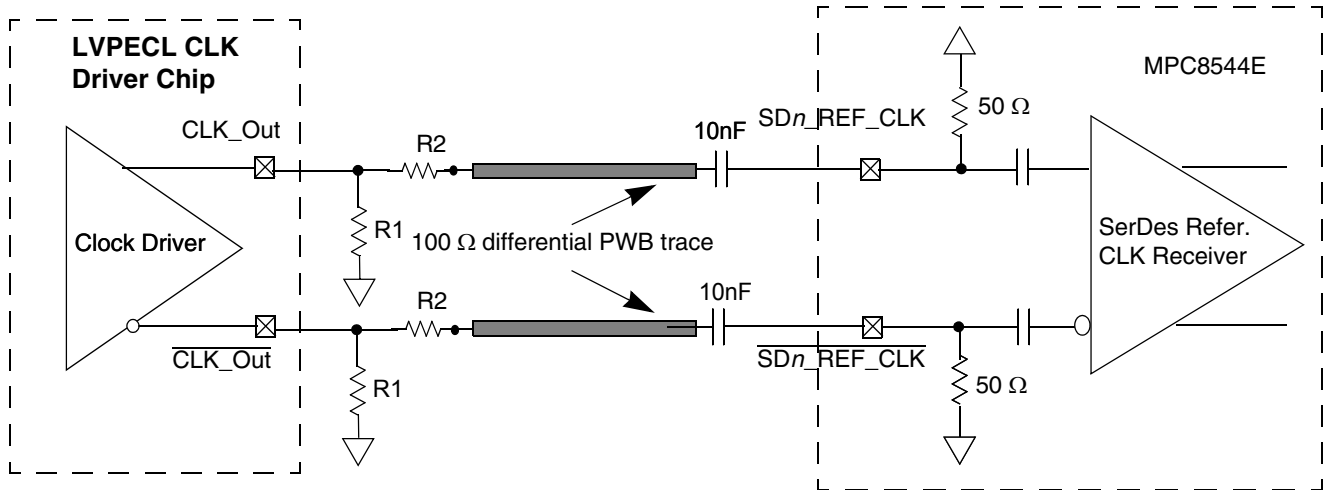 LVPECL CLK
Driver Chip
MPC8544E
CLK_Out
R2
10nF
SDn_REF_CLK
50 Ω
Clock Driver
R1
100 Ω differential PWB trace
SerDes Refer.
CLK Receiver
R2
10nF
CLK_Out
SDn_REF_CLK
R1
50 Ω